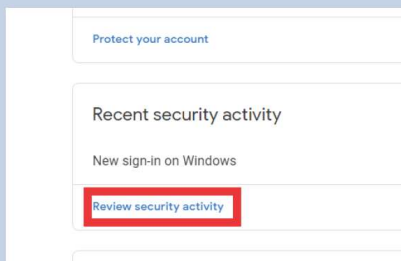 Protect your account
Recent security activity
New sign-in on Windows
Review security activity